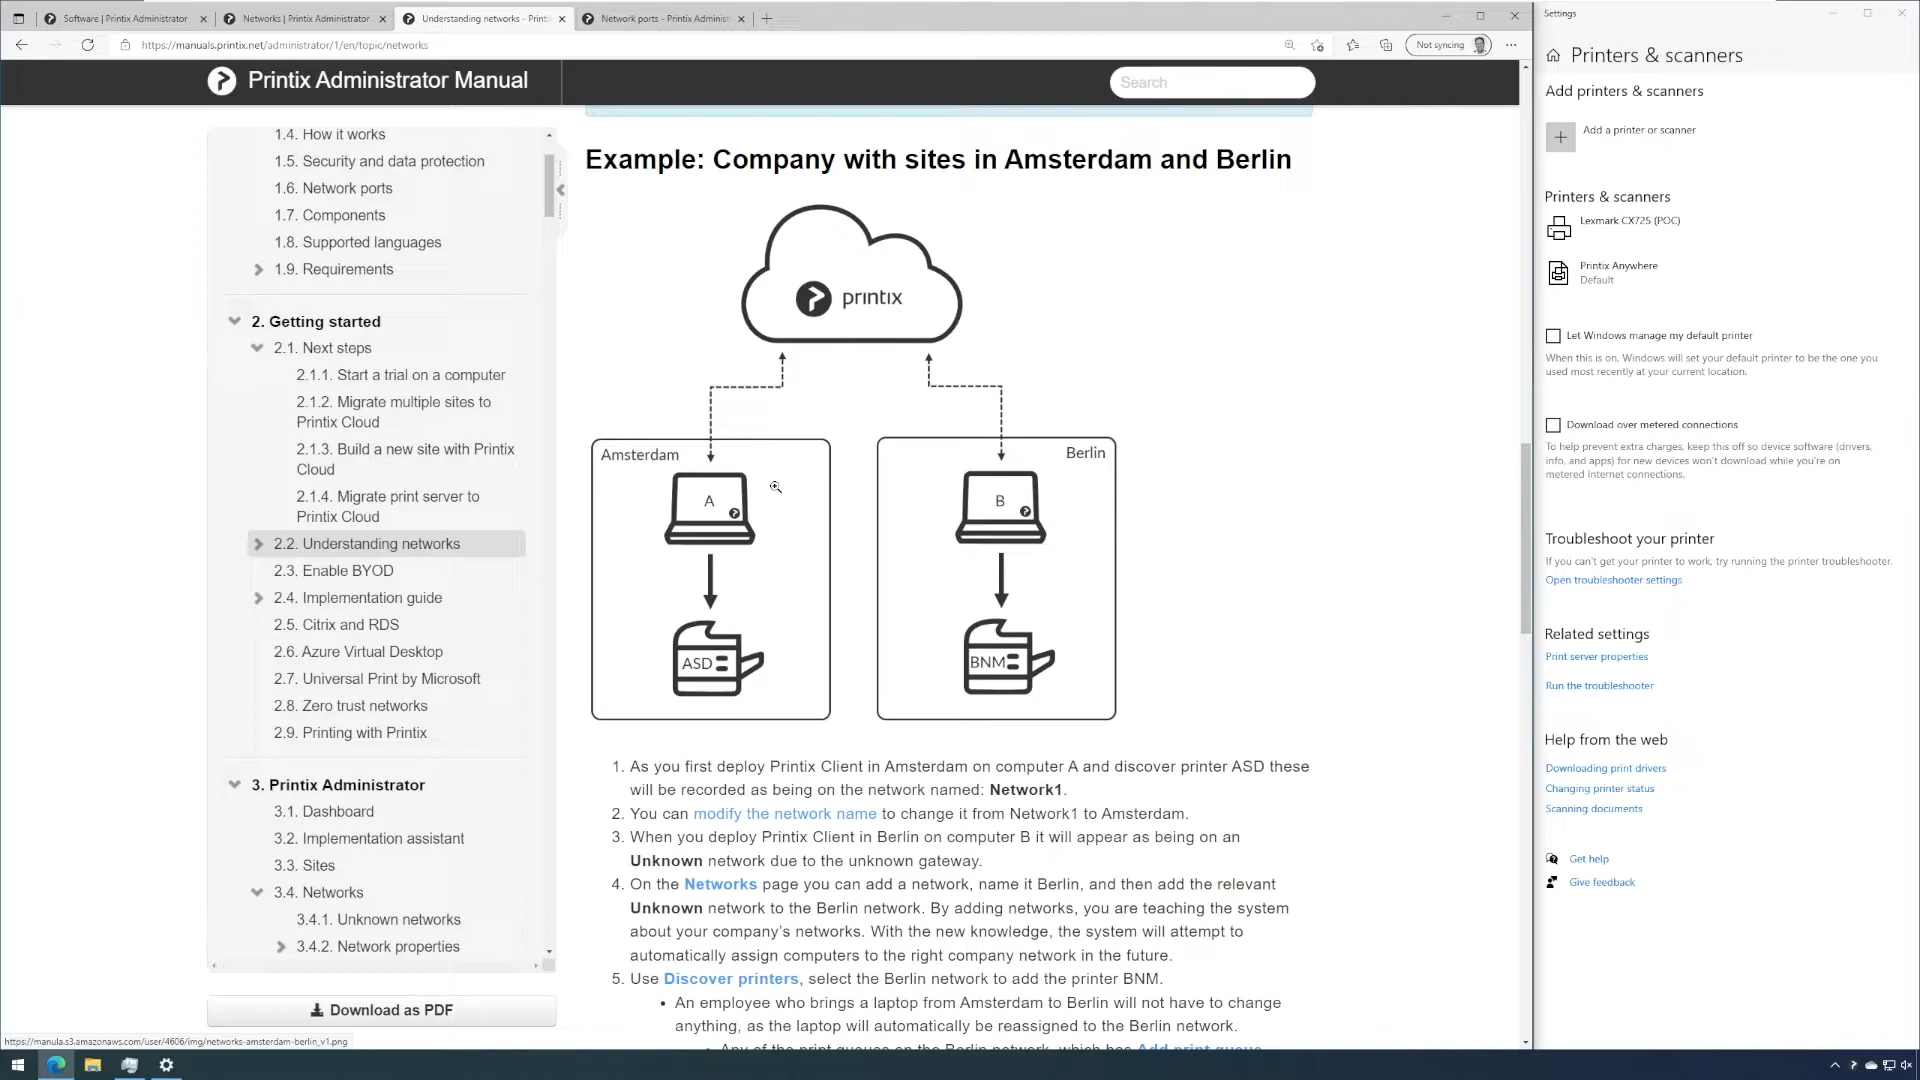 Software | Printix Administrator
Networks | Printix Administrator
Understanding networks - Printi
Network ports - Printix Administ
https://manuals.printix.net/administrator/1/en/topic/networks
Not syncing
Printix Administrator Manual
Search
1.4. How it works
1.5. Security and data protection
1.6. Network ports
1.7. Components
1.8. Supported languages
1.9. Requirements
2. Getting started
2.1. Next steps
2.1.1. Start a trial on a computer
2.1.2. Migrate multiple sites to
Printix Cloud
2.1.3. Build a new site with Printix
Cloud
2.1.4. Migrate print server to
Printix Cloud
2.2. Understanding networks
2.3. Enable BYOD
2.4. Implementation guide
2.5. Citrix and RDS
2.6. Azure Virtual Desktop
2.7. Universal Print by Microsoft
2.8. Zero trust networks
2.9. Printing with Printix
3. Printix Administrator
3.1. Dashboard
3.2. Implementation assistant
3.3. Sites
3.4. Networks
3.4.1. Unknown networks
3.4.2. Network properties
Download as PDF
https://manula.s3.amazonaws.com/user/4606/img/networks-amsterdam-berlin_v1.png
Example: Company with sites in Amsterdam and Berlin
printix
Amsterdam
A
ASD
Berlin
B
BNM
1. As you first deploy Printix Client in Amsterdam on computer A and discover printer ASD these
will be recorded as being on the network named: Network1.
2. You can modify the network name to change it from Network1 to Amsterdam.
3. When you deploy Printix Client in Berlin on computer B it will appear as being on an
Unknown network due to the unknown gateway.
4. On the Networks page you can add a network, name it Berlin, and then add the relevant
Unknown network to the Berlin network. By adding networks, you are teaching the system
about your company's networks. With the new knowledge, the system will attempt to
automatically assign computers to the right company network in the future.
5. Use Discover printers, select the Berlin network to add the printer BNM.
• An employee who brings a laptop from Amsterdam to Berlin will not have to change
anything, as the laptop will automatically be reassigned to the Berlin network.
◦ Any of the print queues on the Berlin network, which has Add print queue
Settings
Printers & scanners
Add printers & scanners
Add a printer or scanner
Printers & scanners
Lexmark CX725 (POC)
Printix Anywhere
Default
Let Windows manage my default printer
When this is on, Windows will set your default printer to be the one you
used most recently at your current location.
Download over metered connections
To help prevent extra charges, keep this off so device software (drivers,
info, and apps) for new devices won't download while you're on
metered Internet connections.
Troubleshoot your printer
If you can't get your printer to work, try running the printer troubleshooter.
Open troubleshooter settings
Related settings
Print server properties
Run the troubleshooter
Help from the web
Downloading print drivers
Changing printer status
Scanning documents
Get help
Give feedback